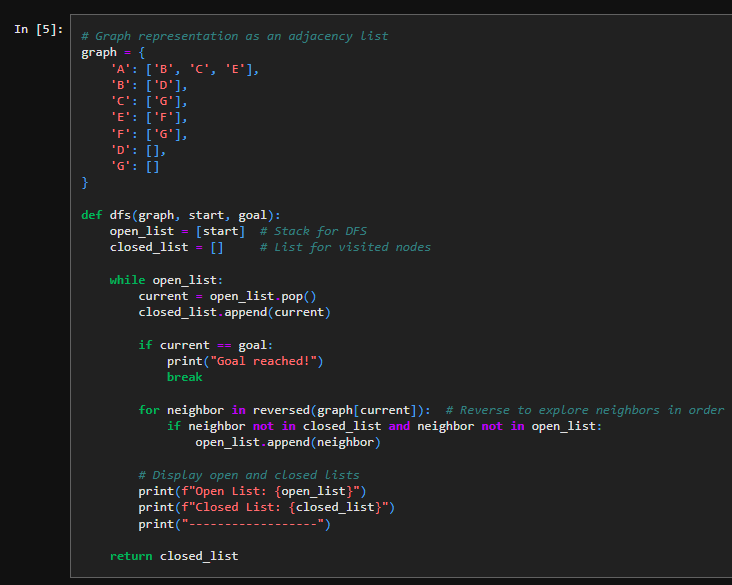 In [5]:
# Graph representation as an adjacency list
graph = {
    'A': ['B', 'C', 'E'],
    'B': ['D'],
    'C': ['G'],
    'E': ['F'],
    'F': ['G'],
    'D': [],
    'G': []
}
def dfs(graph, start, goal):
    open_list = [start]  # Stack for DFS
    closed_list = []     # List for visited nodes
    while open_list:
        current = open_list.pop()
        closed_list.append(current)
        if current == goal:
            print("Goal reached!")
            break
        for neighbor in reversed(graph[current]):  # Reverse to explore neighbors in order
            if neighbor not in closed_list and neighbor not in open_list:
                open_list.append(neighbor)
        # Display open and closed lists
        print(f"Open List: {open_list}")
        print(f"Closed List: {closed_list}")
        print("------------------")
    return closed_list